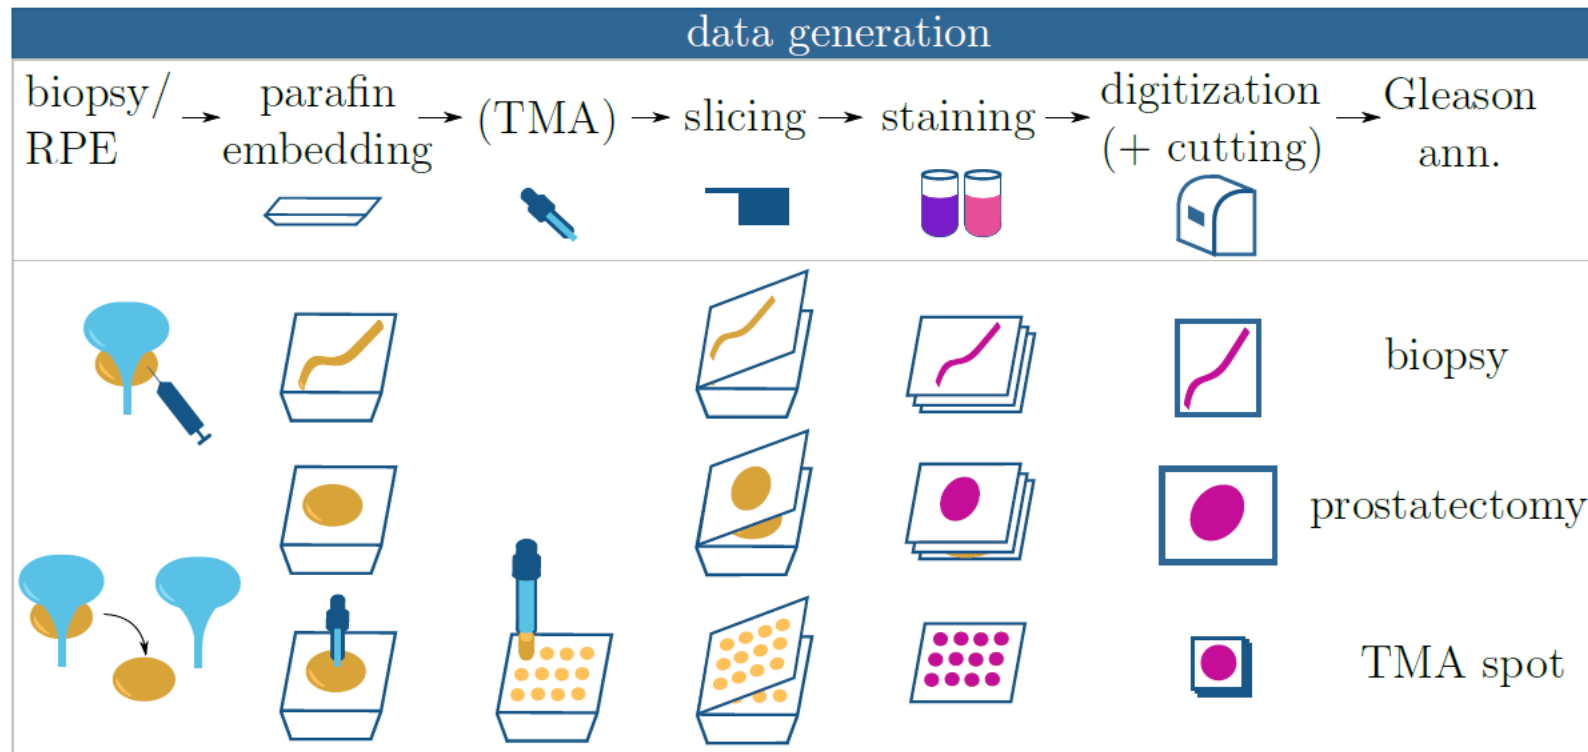 data generation
biopsy/
RPE
parafin
embedding
(TMA)
slicing
staining
digitization
(+ cutting)
Gleason
ann.
biopsy
prostatectomy
TMA spot